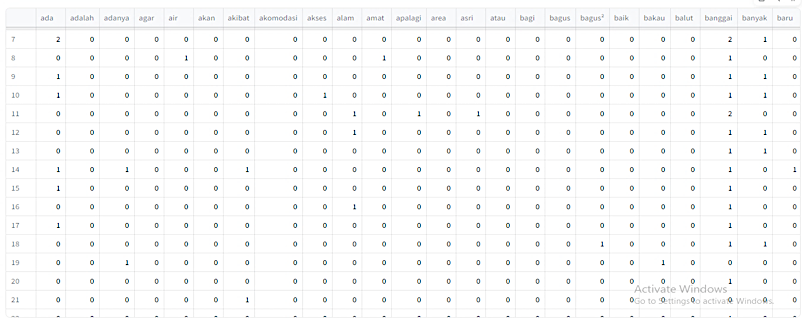 ada adalah adanya agar air akan akibat akomodasi akses alam amat apalagi area asri atau bagi bagus bagus² baik bakau balut banggai banyak baru
7 2 0 0 0 0 0 0 0 0 0 0 0 0 0 0 0 0 0 0 0 0 2 1 0
8 0 0 0 0 1 0 0 0 0 0 1 0 0 0 0 0 0 0 0 0 0 1 0 0
9 1 0 0 0 0 0 0 0 0 0 0 0 0 0 0 0 0 0 0 0 0 1 1 0
10 1 0 0 0 0 0 0 0 1 0 0 0 0 0 0 0 0 0 0 0 0 1 1 0
11 0 0 0 0 0 0 0 0 0 1 0 1 0 1 0 0 0 0 0 0 0 2 0 0
12 0 0 0 0 0 0 0 0 0 1 0 0 0 0 0 0 0 0 0 0 0 1 1 0
13 0 0 0 0 0 0 0 0 0 0 0 0 0 0 0 0 0 0 0 0 0 1 1 0
14 1 0 1 0 0 0 1 0 0 0 0 0 0 0 0 0 0 0 0 0 0 1 0 1
15 1 0 0 0 0 0 0 0 0 0 0 0 0 0 0 0 0 0 0 0 0 1 0 0
16 0 0 0 0 0 0 0 0 0 1 0 0 0 0 0 0 0 0 0 0 0 1 0 0
17 1 0 0 0 0 0 0 0 0 0 0 0 0 0 0 0 0 0 0 0 0 1 0 0
18 0 0 0 0 0 0 0 0 0 0 0 0 0 0 0 0 0 1 0 0 0 1 1 0
19 0 0 1 0 0 0 0 0 0 0 0 0 0 0 0 0 0 0 0 1 0 0 0 0
20 0 0 0 0 0 0 0 0 0 0 0 0 0 0 0 0 0 0 0 0 0 1 0 0
Activate Windows
21 0 0 0 0 0 0 1 0 0 0 0 0 0 0 0 0 0 0 0 0 0 0 0 0
Go to Settings to activate Windows.